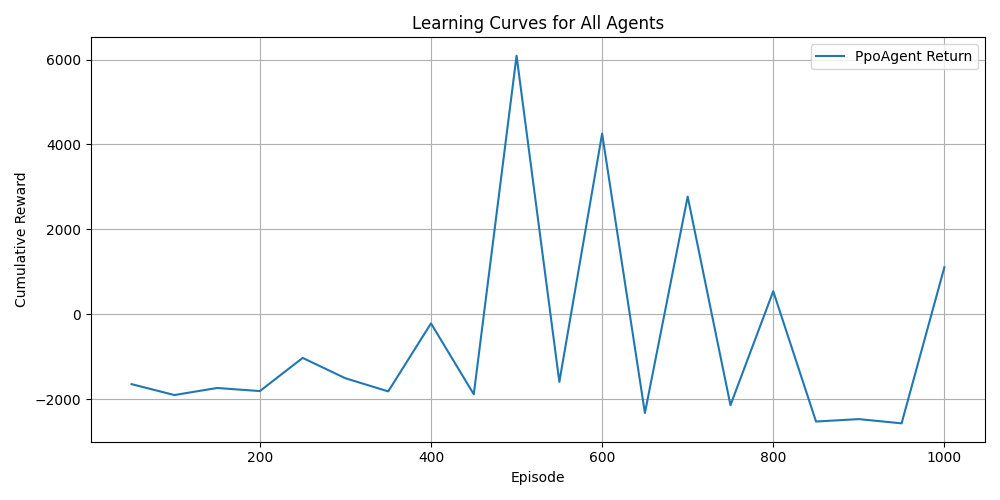 Learning Curves for All Agents
PpoAgent Return
Cumulative Reward
6000
4000
2000
0
−2000
200 400 600 800 1000
Episode